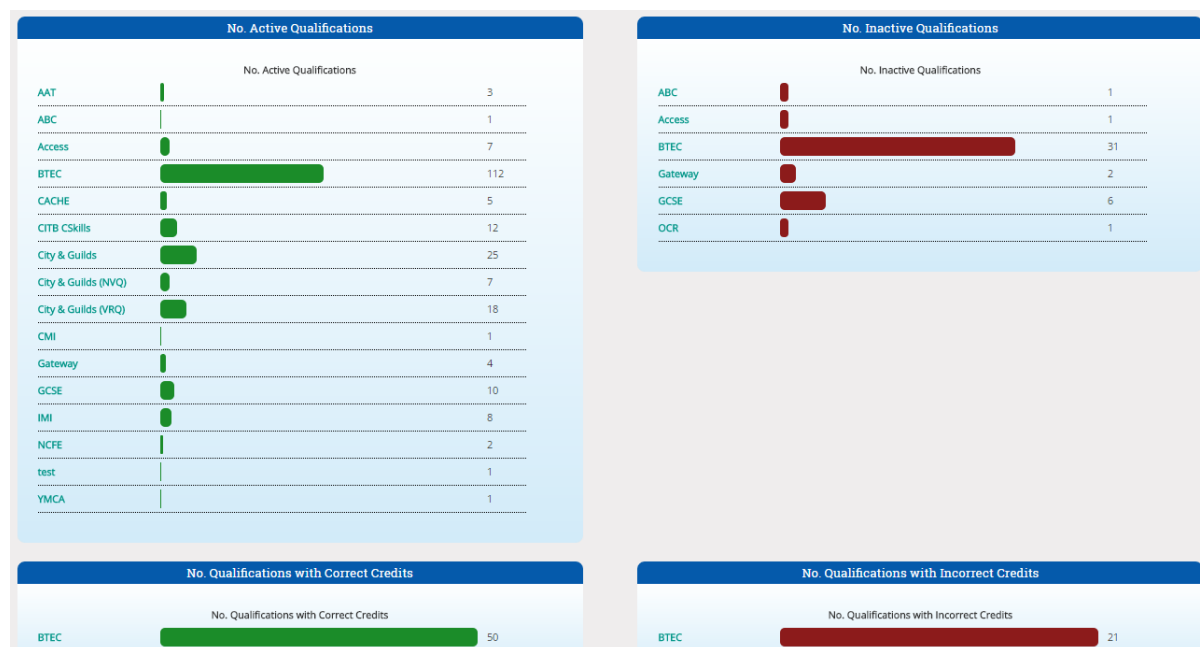 No. Active Qualifications
No. Active Qualifications
AAT 3
ABC 1
Access 7
BTEC 112
CACHE 5
CITB CSkills 12
City & Guilds 25
City & Guilds (NVQ) 7
City & Guilds (VRQ) 18
CMI 1
Gateway 4
GCSE 10
IMI 8
NCFE 2
test 1
YMCA 1
No. Inactive Qualifications
No. Inactive Qualifications
ABC 1
Access 1
BTEC 31
Gateway 2
GCSE 6
OCR 1
No. Qualifications with Correct Credits
No. Qualifications with Correct Credits
BTEC 50
No. Qualifications with Incorrect Credits
No. Qualifications with Incorrect Credits
BTEC 21